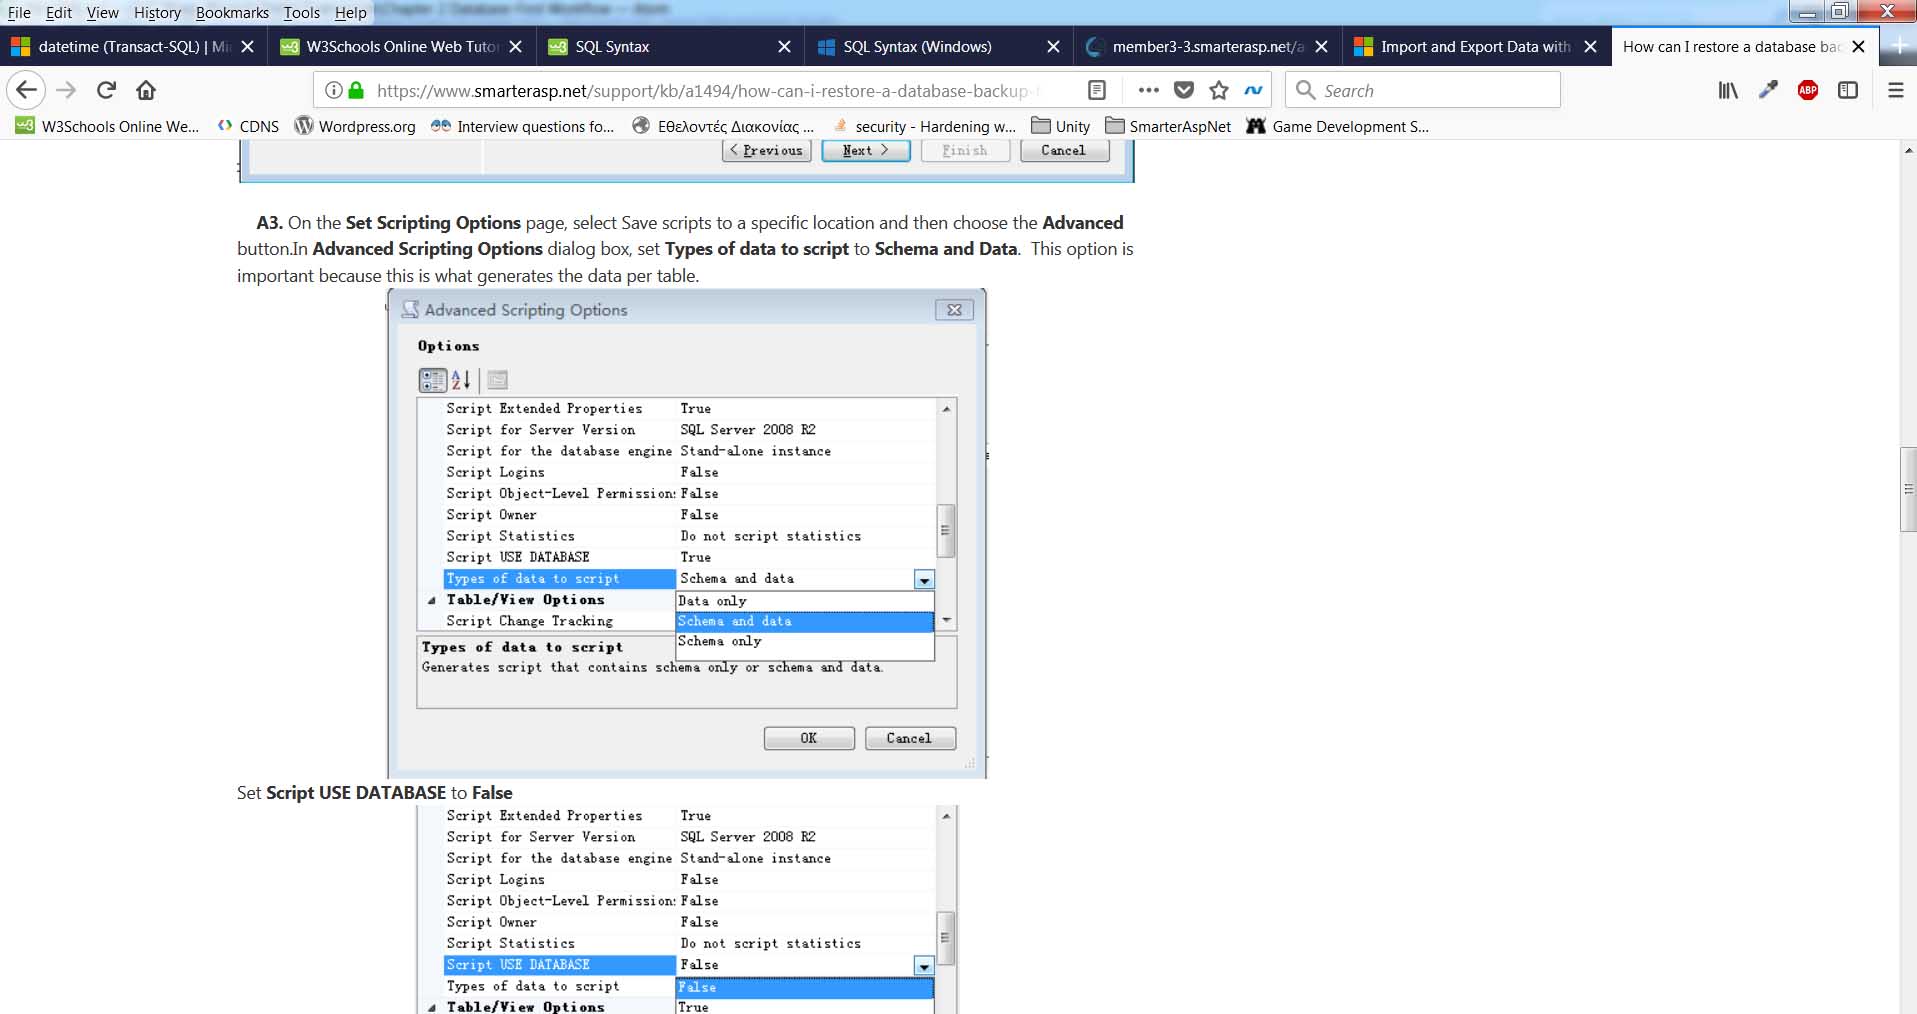 File Edit View History Bookmarks Tools Help
datetime (Transact-SQL) | Mi
W3Schools Online Web Tutor
SQL Syntax
SQL Syntax (Windows)
member3-3.smarterasp.net/a
Import and Export Data with
How can I restore a database bac
https://www.smarterasp.net/support/kb/a1494/how-can-i-restore-a-database-backup-
Search
ABP
W3Schools Online We...
CDNS
Wordpress.org
Interview questions fo...
Εθελοντές Διακονίας ...
security - Hardening w...
Unity
SmarterAspNet
Game Development S...
< Previous Next > Finish Cancel
A3. On the Set Scripting Options page, select Save scripts to a specific location and then choose the Advanced
button.In Advanced Scripting Options dialog box, set Types of data to script to Schema and Data. This option is
important because this is what generates the data per table.
Advanced Scripting Options
Options
Script Extended Properties True
Script for Server Version SQL Server 2008 R2
Script for the database engine Stand-alone instance
Script Logins False
Script Object-Level Permissions False
Script Owner False
Script Statistics Do not script statistics
Script USE DATABASE True
Types of data to script Schema and data
Table/View Options Data only
Script Change Tracking Schema and data
Types of data to script Schema only
Generates script that contains schema only or schema and data.
OK Cancel
Set Script USE DATABASE to False
Script Extended Properties True
Script for Server Version SQL Server 2008 R2
Script for the database engine Stand-alone instance
Script Logins False
Script Object-Level Permissions False
Script Owner False
Script Statistics Do not script statistics
Script USE DATABASE False
Types of data to script False
Table/View Options True